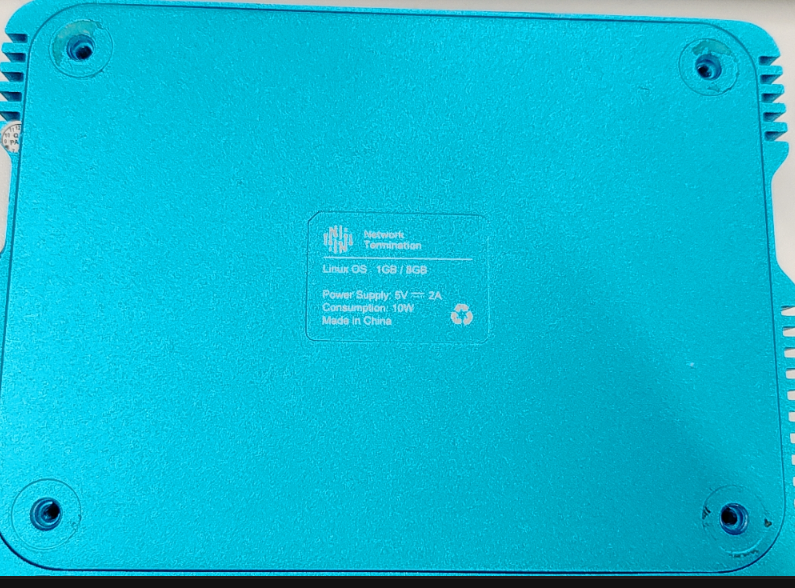 Network
Termination
Linux OS 1GB / 8GB
Power Supply: 5V ⎓ 2A
Consumption: 10W
Made in China